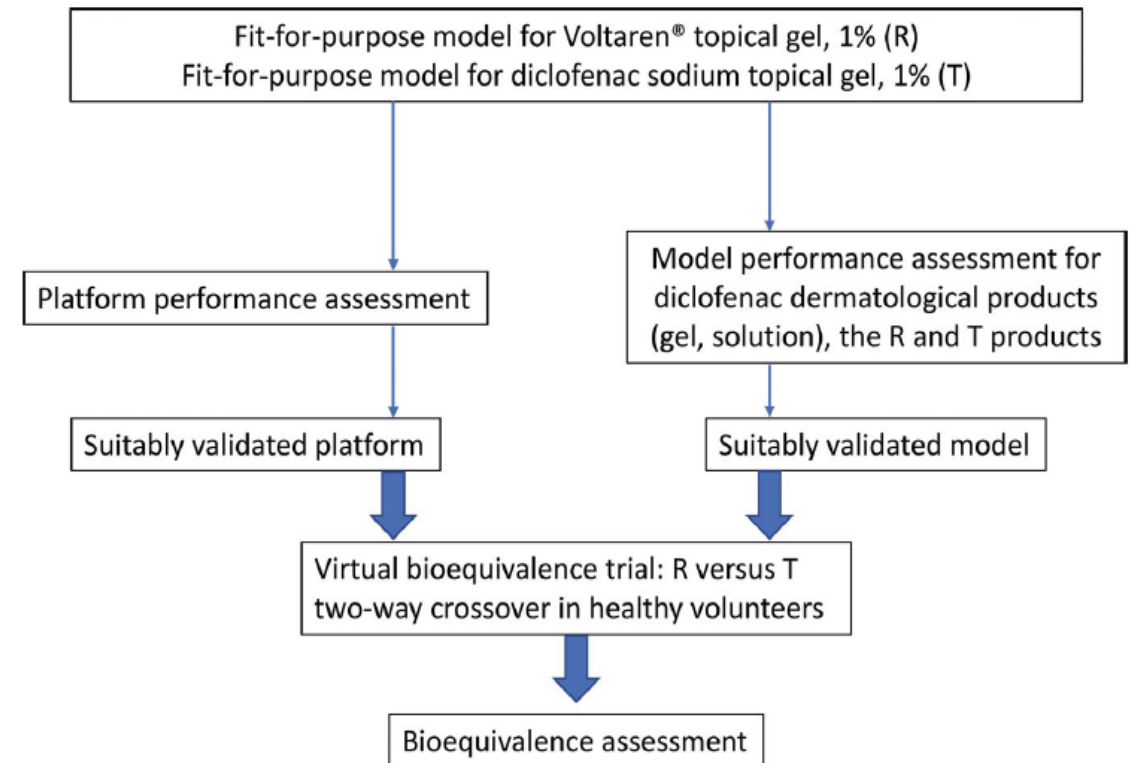 Fit-for-purpose model for Voltaren® topical gel, 1% (R)
Fit-for-purpose model for diclofenac sodium topical gel, 1% (T)
Platform performance assessment
Model performance assessment for
diclofenac dermatological products
(gel, solution), the R and T products
Suitably validated platform
Suitably validated model
Virtual bioequivalence trial: R versus T
two-way crossover in healthy volunteers
Bioequivalence assessment